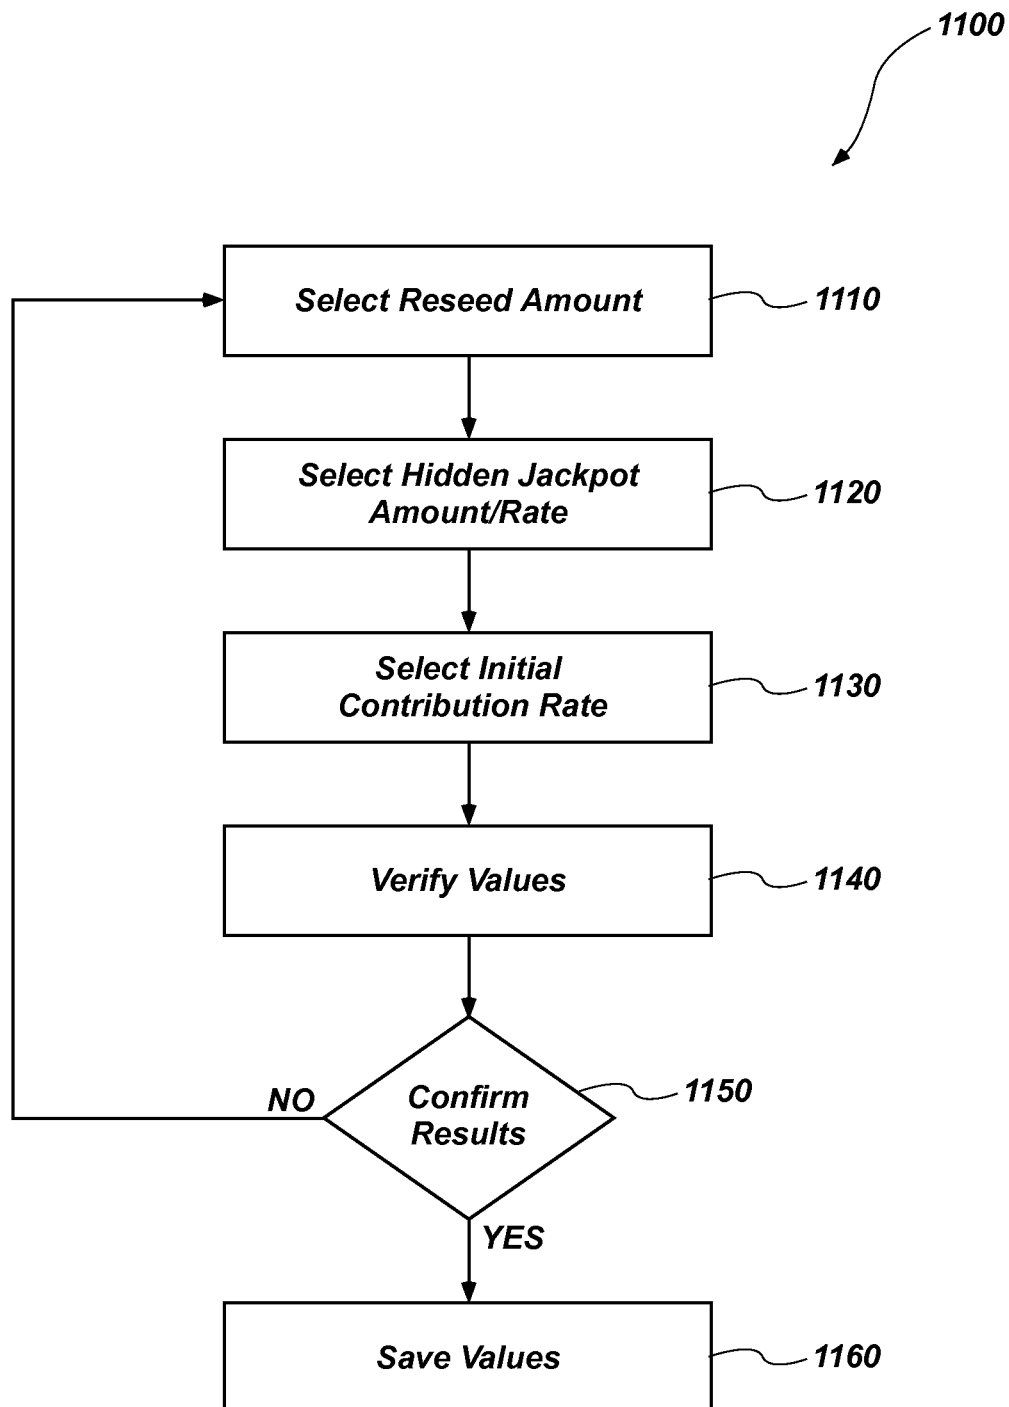 1100
Select Reseed Amount
1110
Select Hidden Jackpot
Amount/Rate
1120
Select Initial
Contribution Rate
1130
Verify Values
1140
Confirm
Results
1150
NO
YES
Save Values
1160